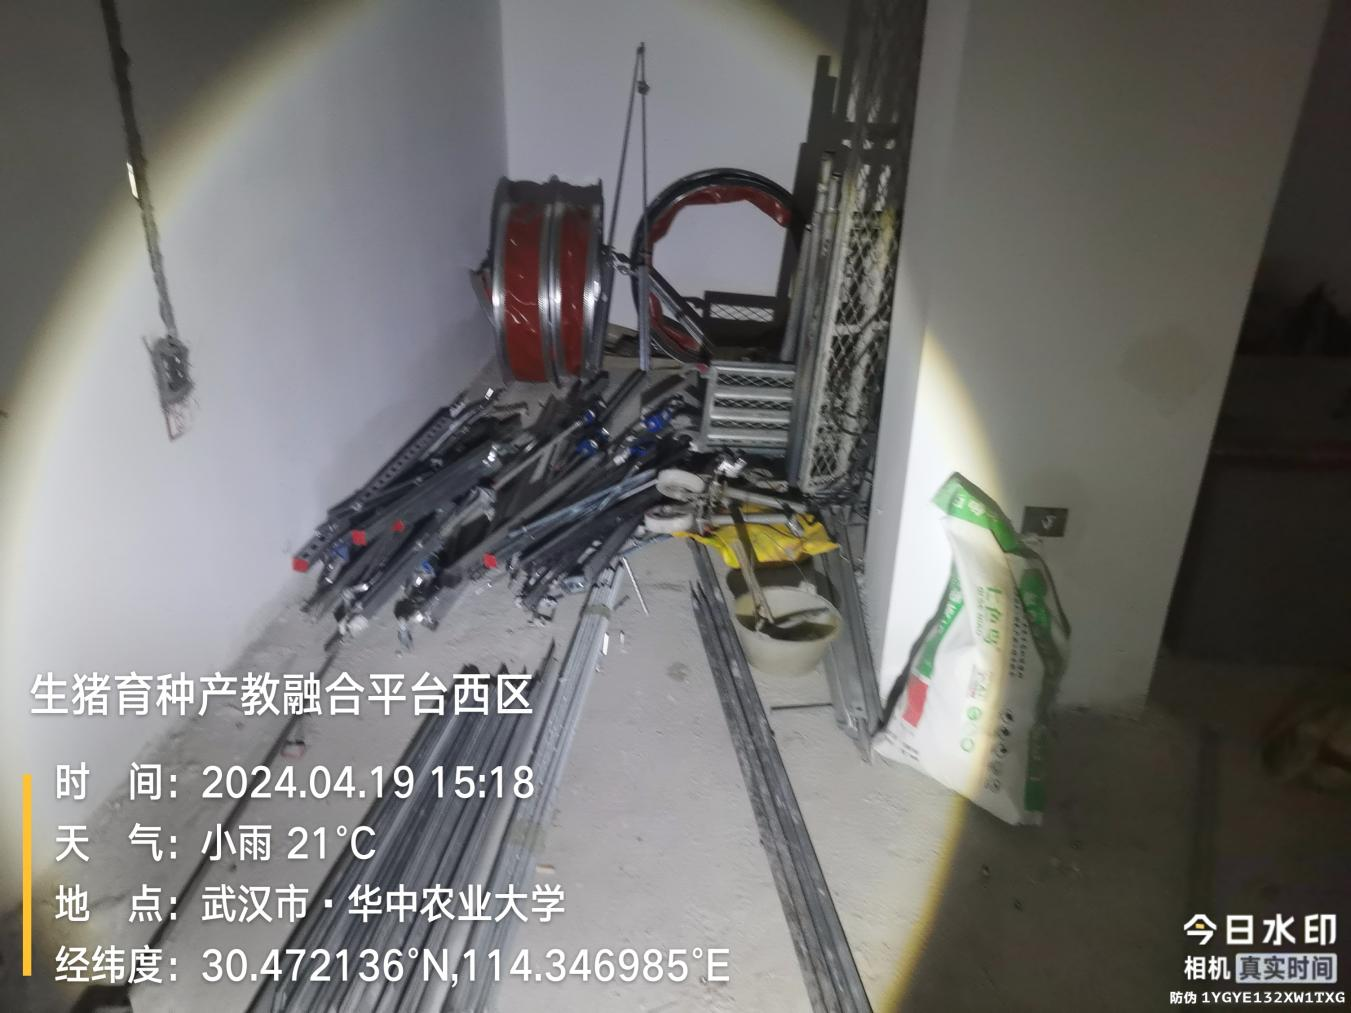 生猪育种产教融合平台西区
时 间：2024.04.19 15:18
天 气：小雨 21°C
地 点：武汉市·华中农业大学
经纬度：30.472136°N,114.346985°E
今日水印
相机 真实时间
防伪 1YGYE132XW1TXG